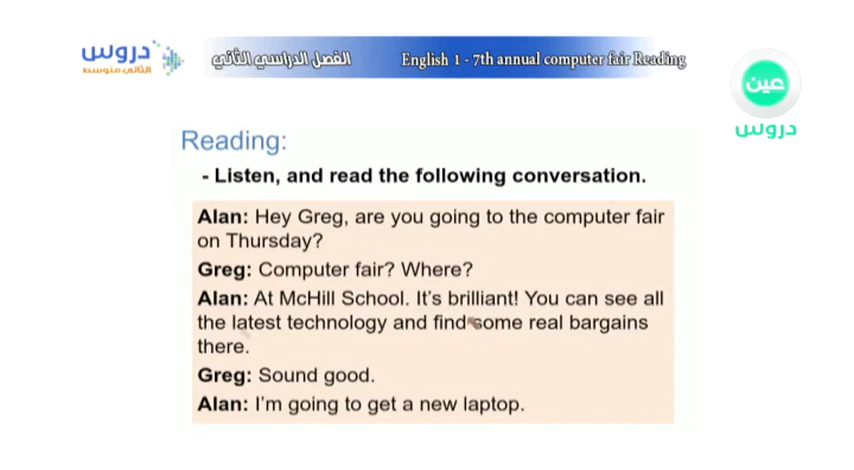 دروس
الثاني متوسط
الفصل الدراسي الثاني
English 1 - 7th annual computer fair Reading
عين
دروس
Reading:
- Listen, and read the following conversation.
Alan: Hey Greg, are you going to the computer fair
on Thursday?
Greg: Computer fair? Where?
Alan: At McHill School. It's brilliant! You can see all
the latest technology and find some real bargains
there.
Greg: Sound good.
Alan: I'm going to get a new laptop.